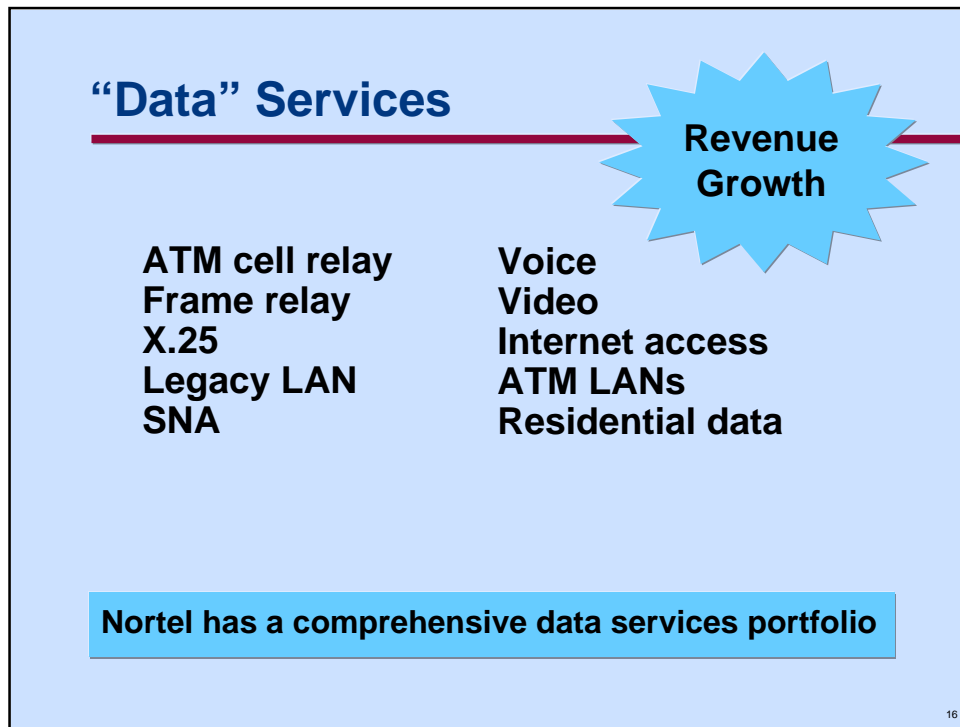 “Data” Services
Revenue
Growth
ATM cell relay
Frame relay
X.25
Legacy LAN
SNA
Voice
Video
Internet access
ATM LANs
Residential data
Nortel has a comprehensive data services portfolio
16